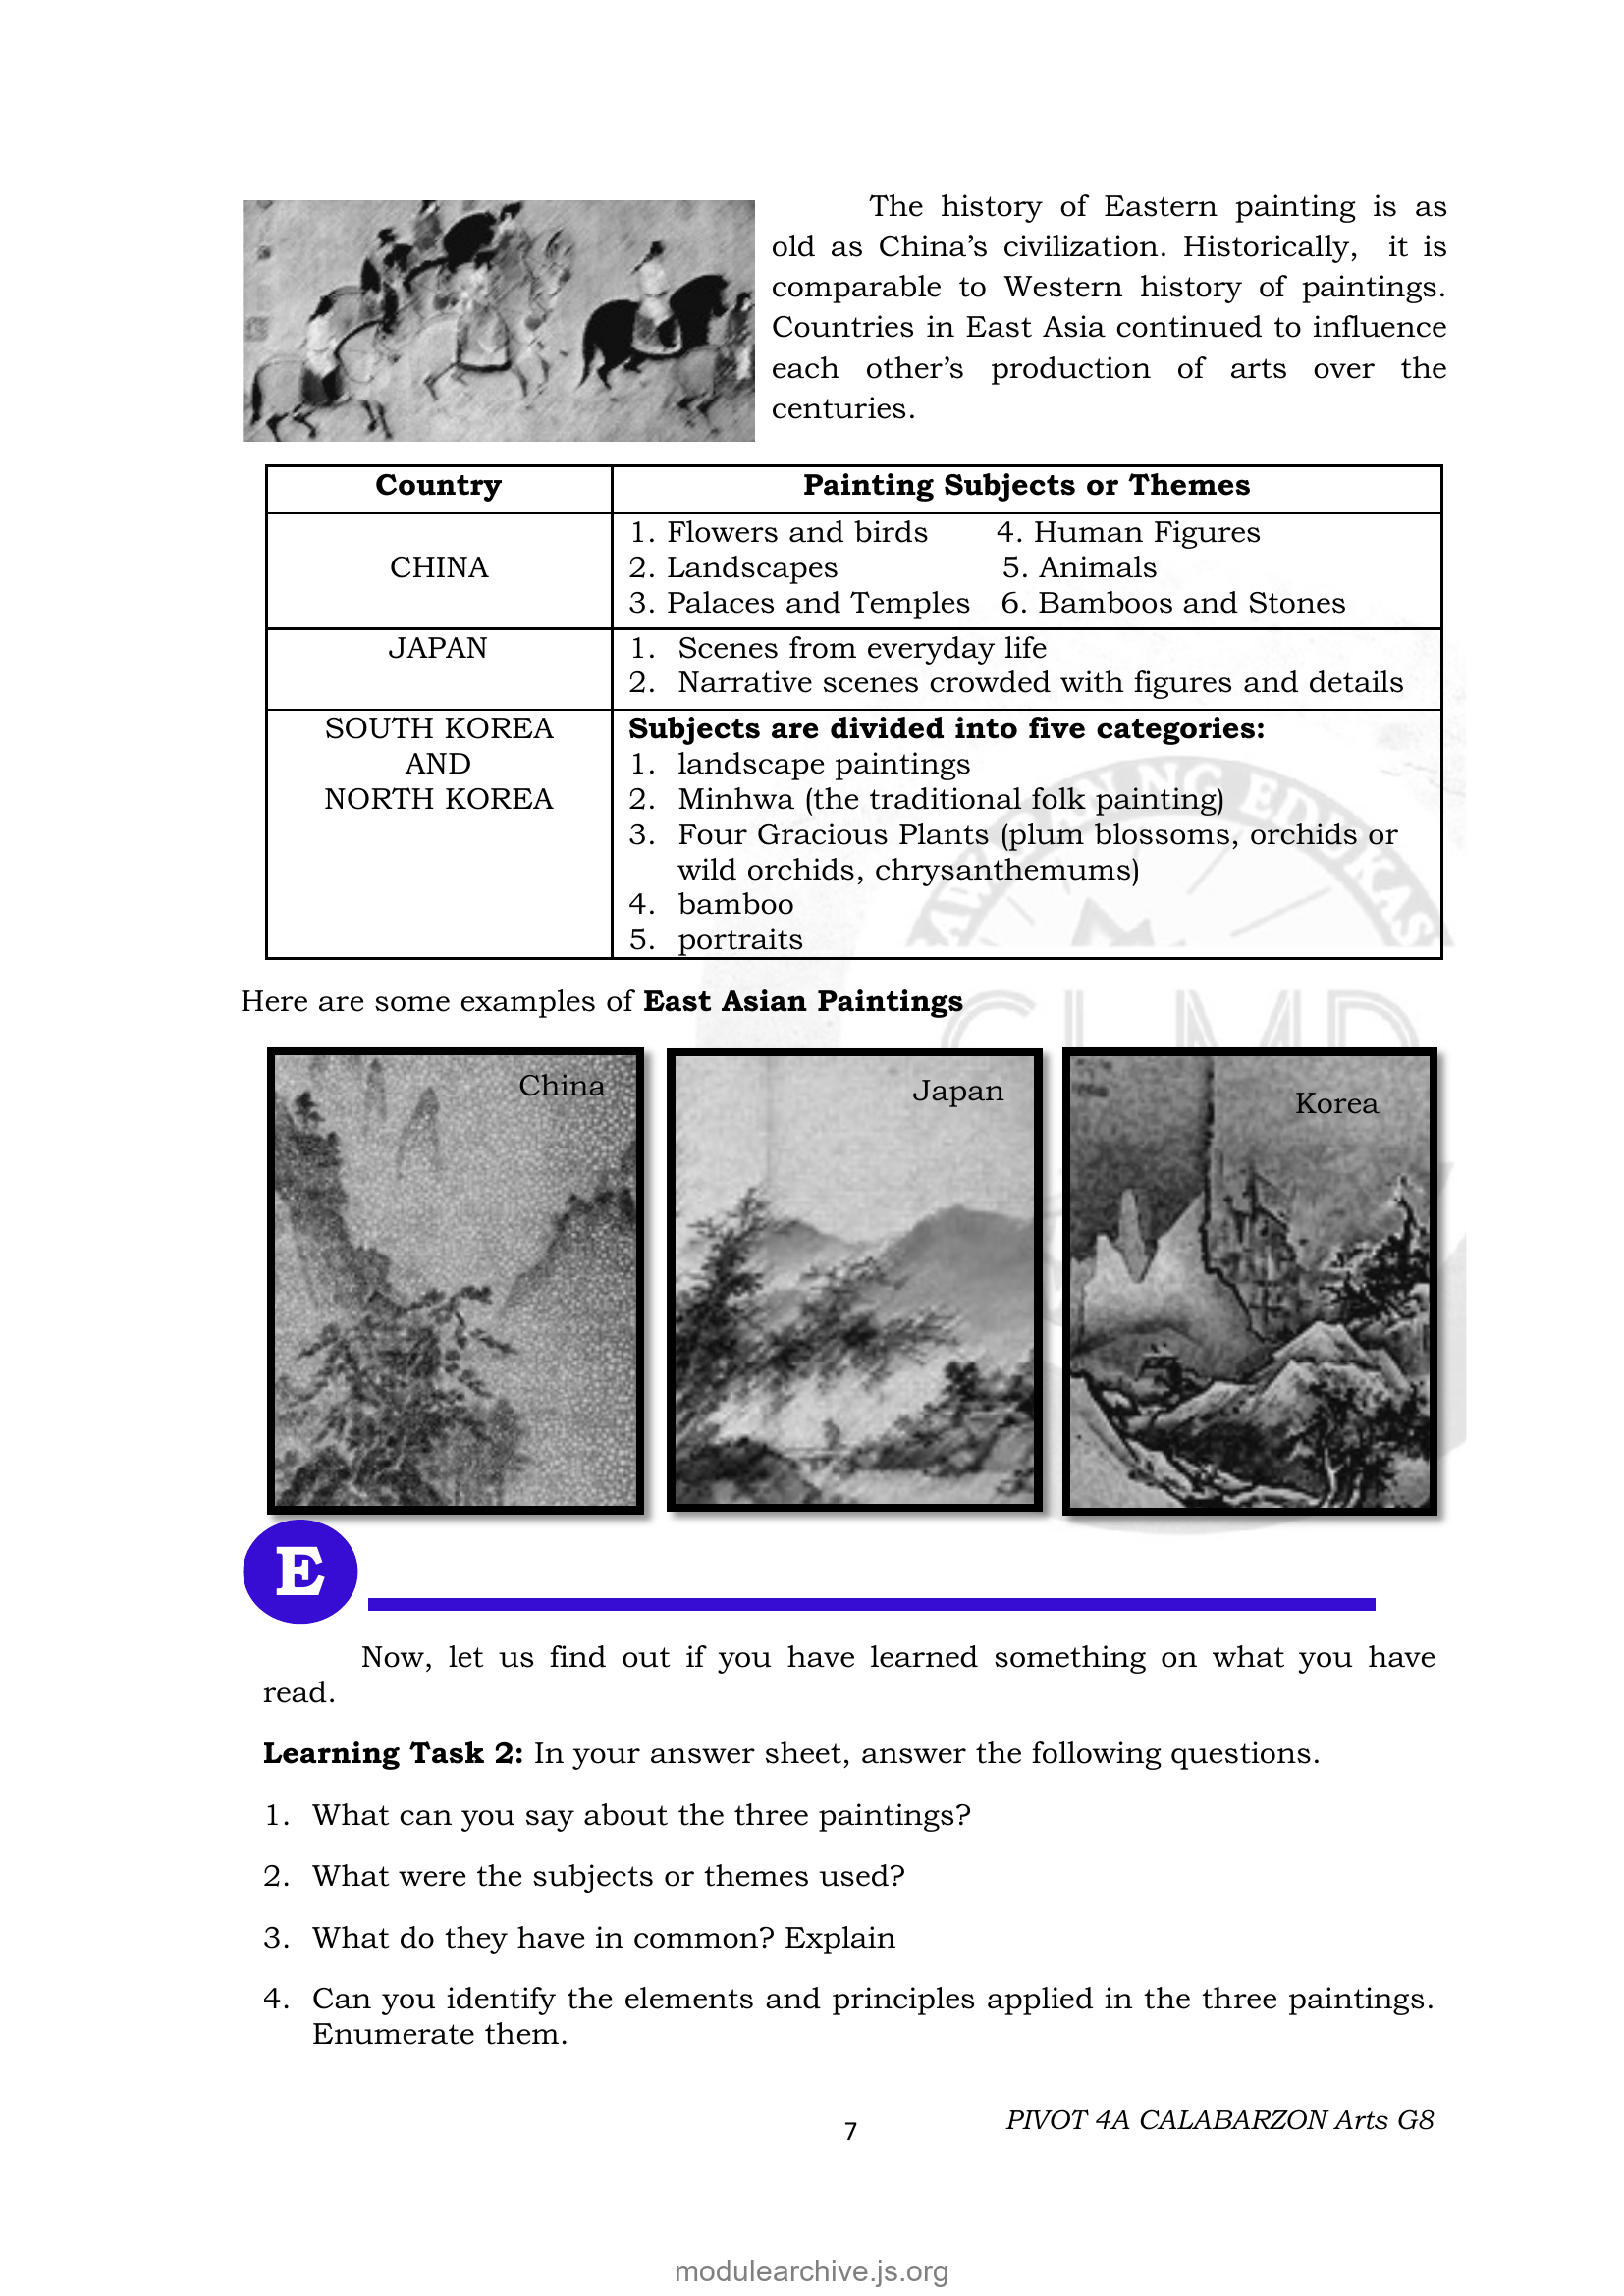 The history of Eastern painting is as
old as China’s civilization. Historically, it is
comparable to Western history of paintings.
Countries in East Asia continued to influence
each other’s production of arts over the
centuries.
Country Painting Subjects or Themes
CHINA
1. Flowers and birds 4. Human Figures
2. Landscapes 5. Animals
3. Palaces and Temples 6. Bamboos and Stones
JAPAN
1. Scenes from everyday life
2. Narrative scenes crowded with figures and details
SOUTH KOREA
AND
NORTH KOREA
Subjects are divided into five categories:
1. landscape paintings
2. Minhwa (the traditional folk painting)
3. Four Gracious Plants (plum blossoms, orchids or
wild orchids, chrysanthemums)
4. bamboo
5. portraits
Here are some examples of East Asian Paintings
China
Japan
Korea
E
Now, let us find out if you have learned something on what you have
read.
Learning Task 2: In your answer sheet, answer the following questions.
1. What can you say about the three paintings?
2. What were the subjects or themes used?
3. What do they have in common? Explain
4. Can you identify the elements and principles applied in the three paintings.
Enumerate them.
7
PIVOT 4A CALABARZON Arts G8
modulearchive.js.org